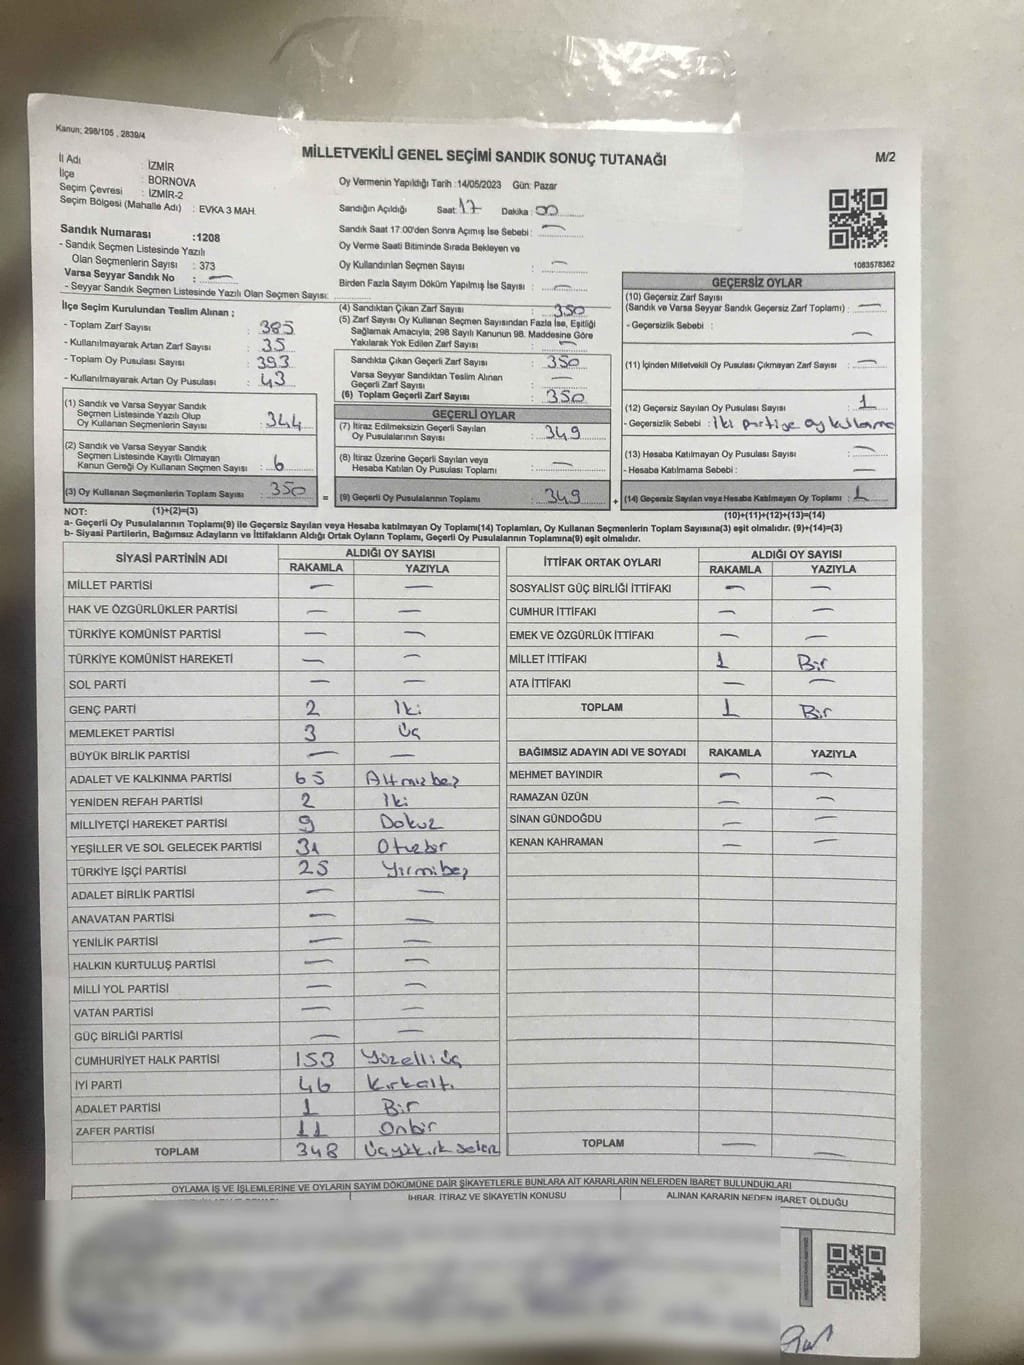 Kanun; 298/105 , 2839/4
MİLLETVEKİLİ GENEL SEÇİMİ SANDIK SONUÇ TUTANAĞI
M/2
İl Adı : İZMİR
İlçe : BORNOVA
Seçim Çevresi : İZMİR-2
Seçim Bölgesi (Mahalle Adı) : EVKA 3 MAH.
Sandık Numarası :1208
- Sandık Seçmen Listesinde Yazılı
Olan Seçmenlerin Sayısı : 373
Varsa Seyyar Sandık No : —
- Seyyar Sandık Seçmen Listesinde Yazılı Olan Seçmen Sayısı:
Oy Vermenin Yapıldığı Tarih :14/05/2023 Gün: Pazar
Sandığın Açıldığı Saat: 17 Dakika : 00
Sandık Saat 17:00'den Sonra Açımış İse Sebebi : —
Oy Verme Saati Bitiminde Sırada Bekleyen ve
Oy Kullandırılan Seçmen Sayısı : —
Birden Fazla Sayım Döküm Yapılmış İse Sayısı : —
1083578362
İlçe Seçim Kurulundan Teslim Alınan ;
- Toplam Zarf Sayısı : 385
- Kullanılmayarak Artan Zarf Sayısı : 35
- Toplam Oy Pusulası Sayısı : 393
- Kullanılmayarak Artan Oy Pusulası : 43
(1) Sandık ve Varsa Seyyar Sandık
Seçmen Listesinde Yazılı Olup
Oy Kullanan Seçmenlerin Sayısı : 344
(2) Sandık ve Varsa Seyyar Sandık
Seçmen Listesinde Kayıtlı Olmayan
Kanun Gereği Oy Kullanan Seçmen Sayısı : 6
(3) Oy Kullanan Seçmenlerin Toplam Sayısı : 350
(1)+(2)=(3)
(4) Sandıktan Çıkan Zarf Sayısı : 350
(5) Zarf Sayısı Oy Kullanan Seçmen Sayısından Fazla İse, Eşitliği
Sağlamak Amacıyla; 298 Sayılı Kanunun 98. Maddesine Göre
Yakılarak Yok Edilen Zarf Sayısı : —
Sandıkta Çıkan Geçerli Zarf Sayısı : 350
Varsa Seyyar Sandıktan Teslim Alınan
Geçerli Zarf Sayısı : —
(6) Toplam Geçerli Zarf Sayısı : 350
GEÇERLİ OYLAR
(7) İtiraz Edilmeksizin Geçerli Sayılan
Oy Pusulalarının Sayısı : 349
(8) İtiraz Üzerine Geçerli Sayılan veya
Hesaba Katılan Oy Pusulası Toplamı : —
= (9) Geçerli Oy Pusulalarının Toplamı : 349
GEÇERSİZ OYLAR
(10) Geçersiz Zarf Sayısı
(Sandık ve Varsa Seyyar Sandık Geçersiz Zarf Toplamı) : —
- Geçersizlik Sebebi : —
(11) İçinden Milletvekili Oy Pusulası Çıkmayan Zarf Sayısı : —
(12) Geçersiz Sayılan Oy Pusulası Sayısı : 1
- Geçersizlik Sebebi : İki partiye oy kullanma
(13) Hesaba Katılmayan Oy Pusulası Sayısı : —
- Hesaba Katılmama Sebebi : —
+ (14) Geçersiz Sayılan veya Hesaba Katılmayan Oy Toplamı : 1
(10)+(11)+(12)+(13)=(14)
NOT:
a- Geçerli Oy Pusulalarının Toplamı(9) ile Geçersiz Sayılan veya Hesaba katılmayan Oy Toplamı(14) Toplamları, Oy Kullanan Seçmenlerin Toplam Sayısına(3) eşit olmalıdır. (9)+(14)=(3)
b- Siyasi Partilerin, Bağımsız Adayların ve İttifakların Aldığı Ortak Oyların Toplamı, Geçerli Oy Pusulalarının Toplamına(9) eşit olmalıdır.
SİYASİ PARTİNİN ADI ALDIĞI OY SAYISI
RAKAMLA YAZIYLA
MİLLET PARTİSİ — —
HAK VE ÖZGÜRLÜKLER PARTİSİ — —
TÜRKİYE KOMÜNİST PARTİSİ — —
TÜRKİYE KOMÜNİST HAREKETİ — —
SOL PARTİ — —
GENÇ PARTİ 2 İki
MEMLEKET PARTİSİ 3 Üç
BÜYÜK BİRLİK PARTİSİ — —
ADALET VE KALKINMA PARTİSİ 65 Altmışbeş
YENİDEN REFAH PARTİSİ 2 İki
MİLLİYETÇİ HAREKET PARTİSİ 9 Dokuz
YEŞİLLER VE SOL GELECEK PARTİSİ 31 Otuzbir
TÜRKİYE İŞÇİ PARTİSİ 25 Yirmibeş
ADALET BİRLİK PARTİSİ — —
ANAVATAN PARTİSİ — —
YENİLİK PARTİSİ — —
HALKIN KURTULUŞ PARTİSİ — —
MİLLİ YOL PARTİSİ — —
VATAN PARTİSİ — —
GÜÇ BİRLİĞİ PARTİSİ — —
CUMHURİYET HALK PARTİSİ 153 Yüzelliüç
İYİ PARTİ 46 Kırkaltı
ADALET PARTİSİ 1 Bir
ZAFER PARTİSİ 11 Onbir
TOPLAM 348 Üçyüzkırksekiz
İTTİFAK ORTAK OYLARI ALDIĞI OY SAYISI
RAKAMLA YAZIYLA
SOSYALİST GÜÇ BİRLİĞİ İTTİFAKI — —
CUMHUR İTTİFAKI — —
EMEK VE ÖZGÜRLÜK İTTİFAKI — —
MİLLET İTTİFAKI 1 Bir
ATA İTTİFAKI — —
TOPLAM 1 Bir
BAĞIMSIZ ADAYIN ADI VE SOYADI RAKAMLA YAZIYLA
MEHMET BAYINDIR — —
RAMAZAN ÜZÜN — —
SİNAN GÜNDOĞDU — —
KENAN KAHRAMAN — —
TOPLAM — —
OYLAMA İŞ VE İŞLEMLERİNE VE OYLARIN SAYIM DÖKÜMÜNE DAİR ŞİKAYETLERLE BUNLARA AİT KARARLARIN NELERDEN İBARET BULUNDUKLARI
İHBAR, İTİRAZ VE ŞİKAYETİN KONUSU
ALINAN KARARIN NEDEN İBARET OLDUĞU